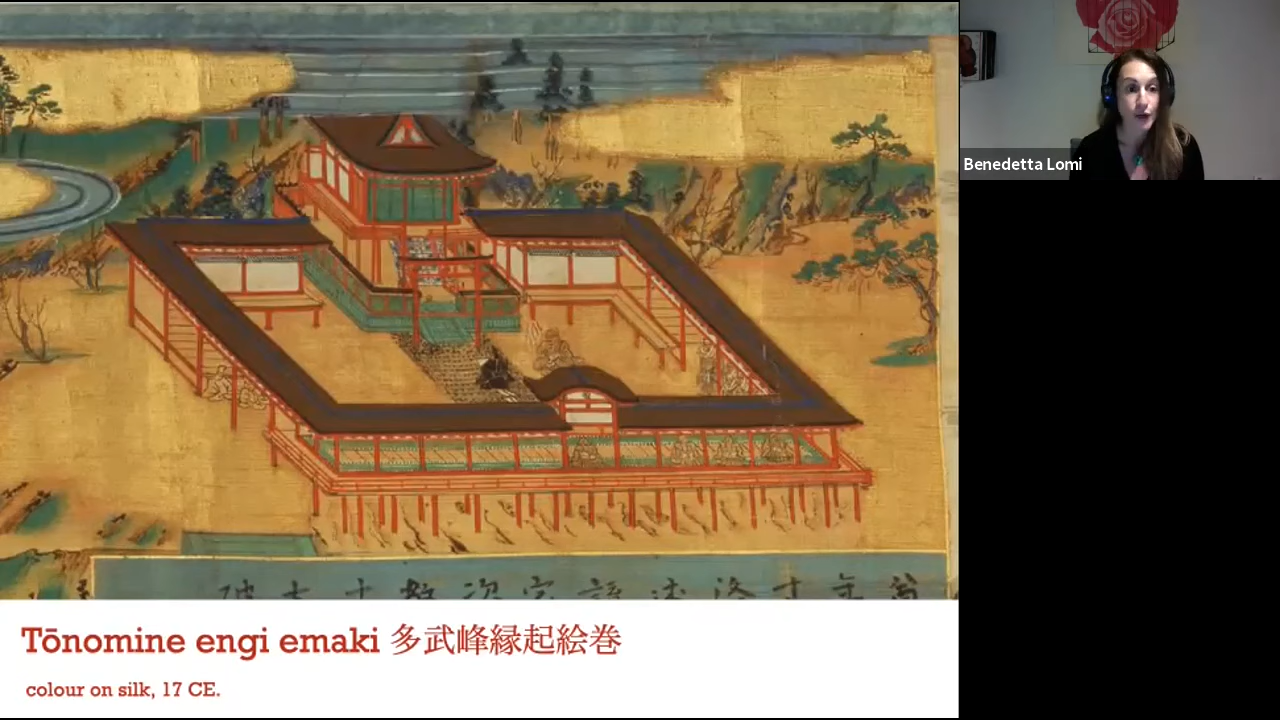 Benedetta Lomi
Tōnomine engi emaki 多武峰縁起絵巻
colour on silk, 17 CE.